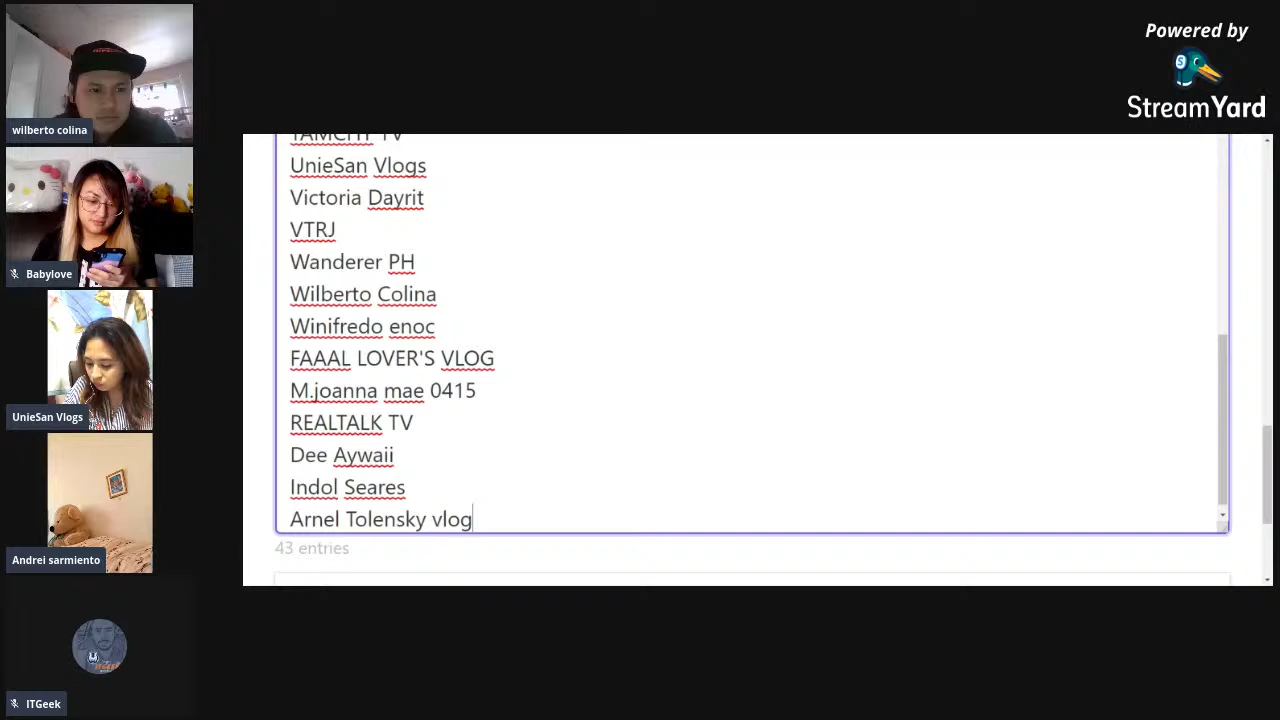 Powered by
StreamYard
wilberto colina
Babylove
UnieSan Vlogs
Andrei sarmiento
ITGeek
TAMCHY TV
UnieSan Vlogs
Victoria Dayrit
VTRJ
Wanderer PH
Wilberto Colina
Winifredo enoc
FAAAL LOVER'S VLOG
M.joanna mae 0415
REALTALK TV
Dee Aywaii
Indol Seares
Arnel Tolensky vlog
43 entries